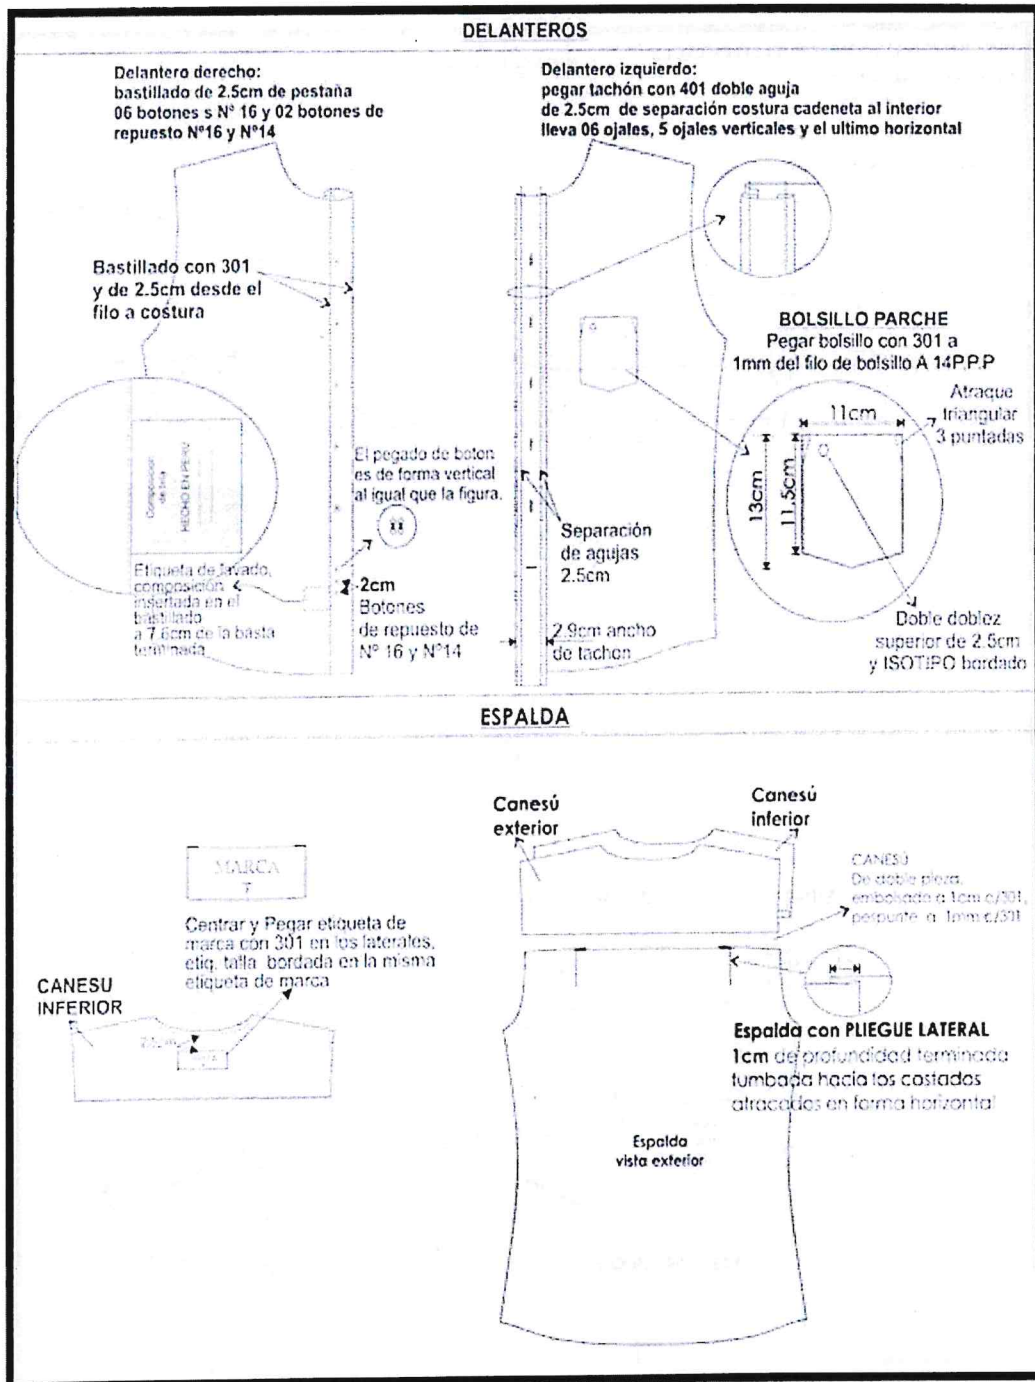 DELANTEROS
Delantero derecho:
bastillado de 2.5cm de pestaña
06 botones s Nº 16 y 02 botones de
repuesto Nº16 y Nº14
Delantero izquierdo:
pegar tachón con 401 doble aguja
de 2.5cm de separación costura cadeneta al interior
lleva 06 ojales, 5 ojales verticales y el ultimo horizontal
Bastillado con 301
y de 2.5cm desde el
filo a costura
BOLSILLO PARCHE
Pegar bolsillo con 301 a
1mm del filo de bolsillo A 14P.P.P
Atraque
triangular
3 puntadas
11cm
13cm
11.5cm
Composicion
de tela
HECHO EN PERU
El pegado de boton
es de forma vertical
al igual que la figura.
Separación
de agujas
2.5cm
Etiqueta de lavado,
composición
insertada en el
bastillado
a 7.6cm de la basta
terminada
2cm
Botones
de repuesto de
Nº 16 y Nº14
2.9cm ancho
de tachon
Doble doblez
superior de 2.5cm
y ISOTIPO bordado
ESPALDA
Canesú
exterior
Canesú
inferior
MARCA
T
CANESÚ
De doble pieza,
embolsada a 1cm c/301,
pespunte a 1mm c/301
Centrar y Pegar etiqueta de
marca con 301 en los laterales,
etiq. talla bordada en la misma
etiqueta de marca
CANESU
INFERIOR
Espalda con PLIEGUE LATERAL
1cm de profundidad terminada
tumbada hacia los costados
atracados en forma horizontal
Espalda
vista exterior